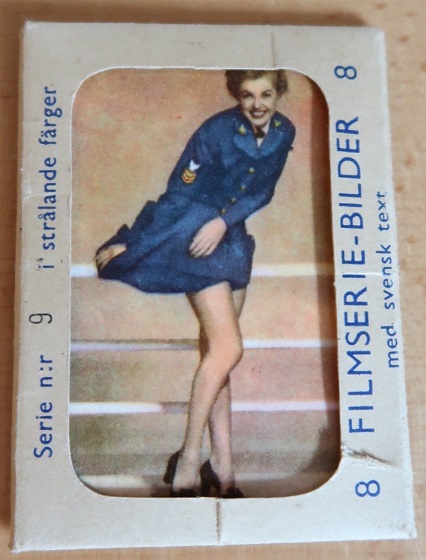 Serie n:r 9 i strålande färger
8 FILMSERIE-BILDER 8
med svensk text